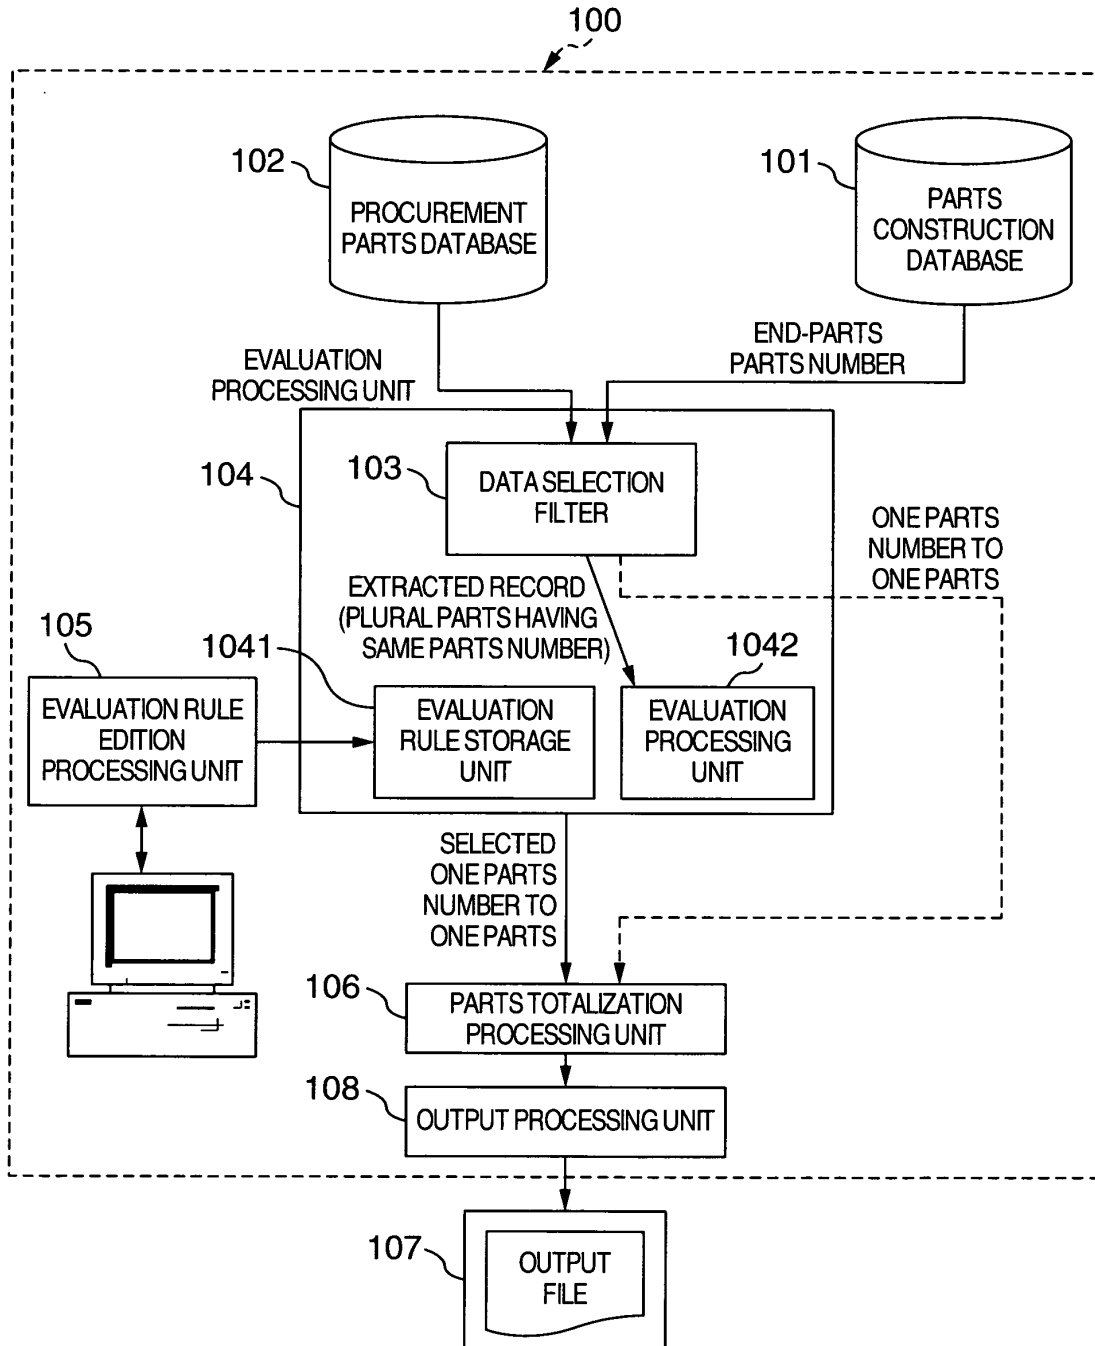 100
102
PROCUREMENT
PARTS DATABASE
101
PARTS
CONSTRUCTION
DATABASE
EVALUATION
PROCESSING UNIT
END-PARTS
PARTS NUMBER
104
103
DATA SELECTION
FILTER
ONE PARTS
NUMBER TO
ONE PARTS
EXTRACTED RECORD
(PLURAL PARTS HAVING
SAME PARTS NUMBER)
105
EVALUATION RULE
EDITION
PROCESSING UNIT
1041
EVALUATION
RULE STORAGE
UNIT
1042
EVALUATION
PROCESSING
UNIT
SELECTED
ONE PARTS
NUMBER TO
ONE PARTS
106
PARTS TOTALIZATION
PROCESSING UNIT
108
OUTPUT PROCESSING UNIT
107
OUTPUT
FILE